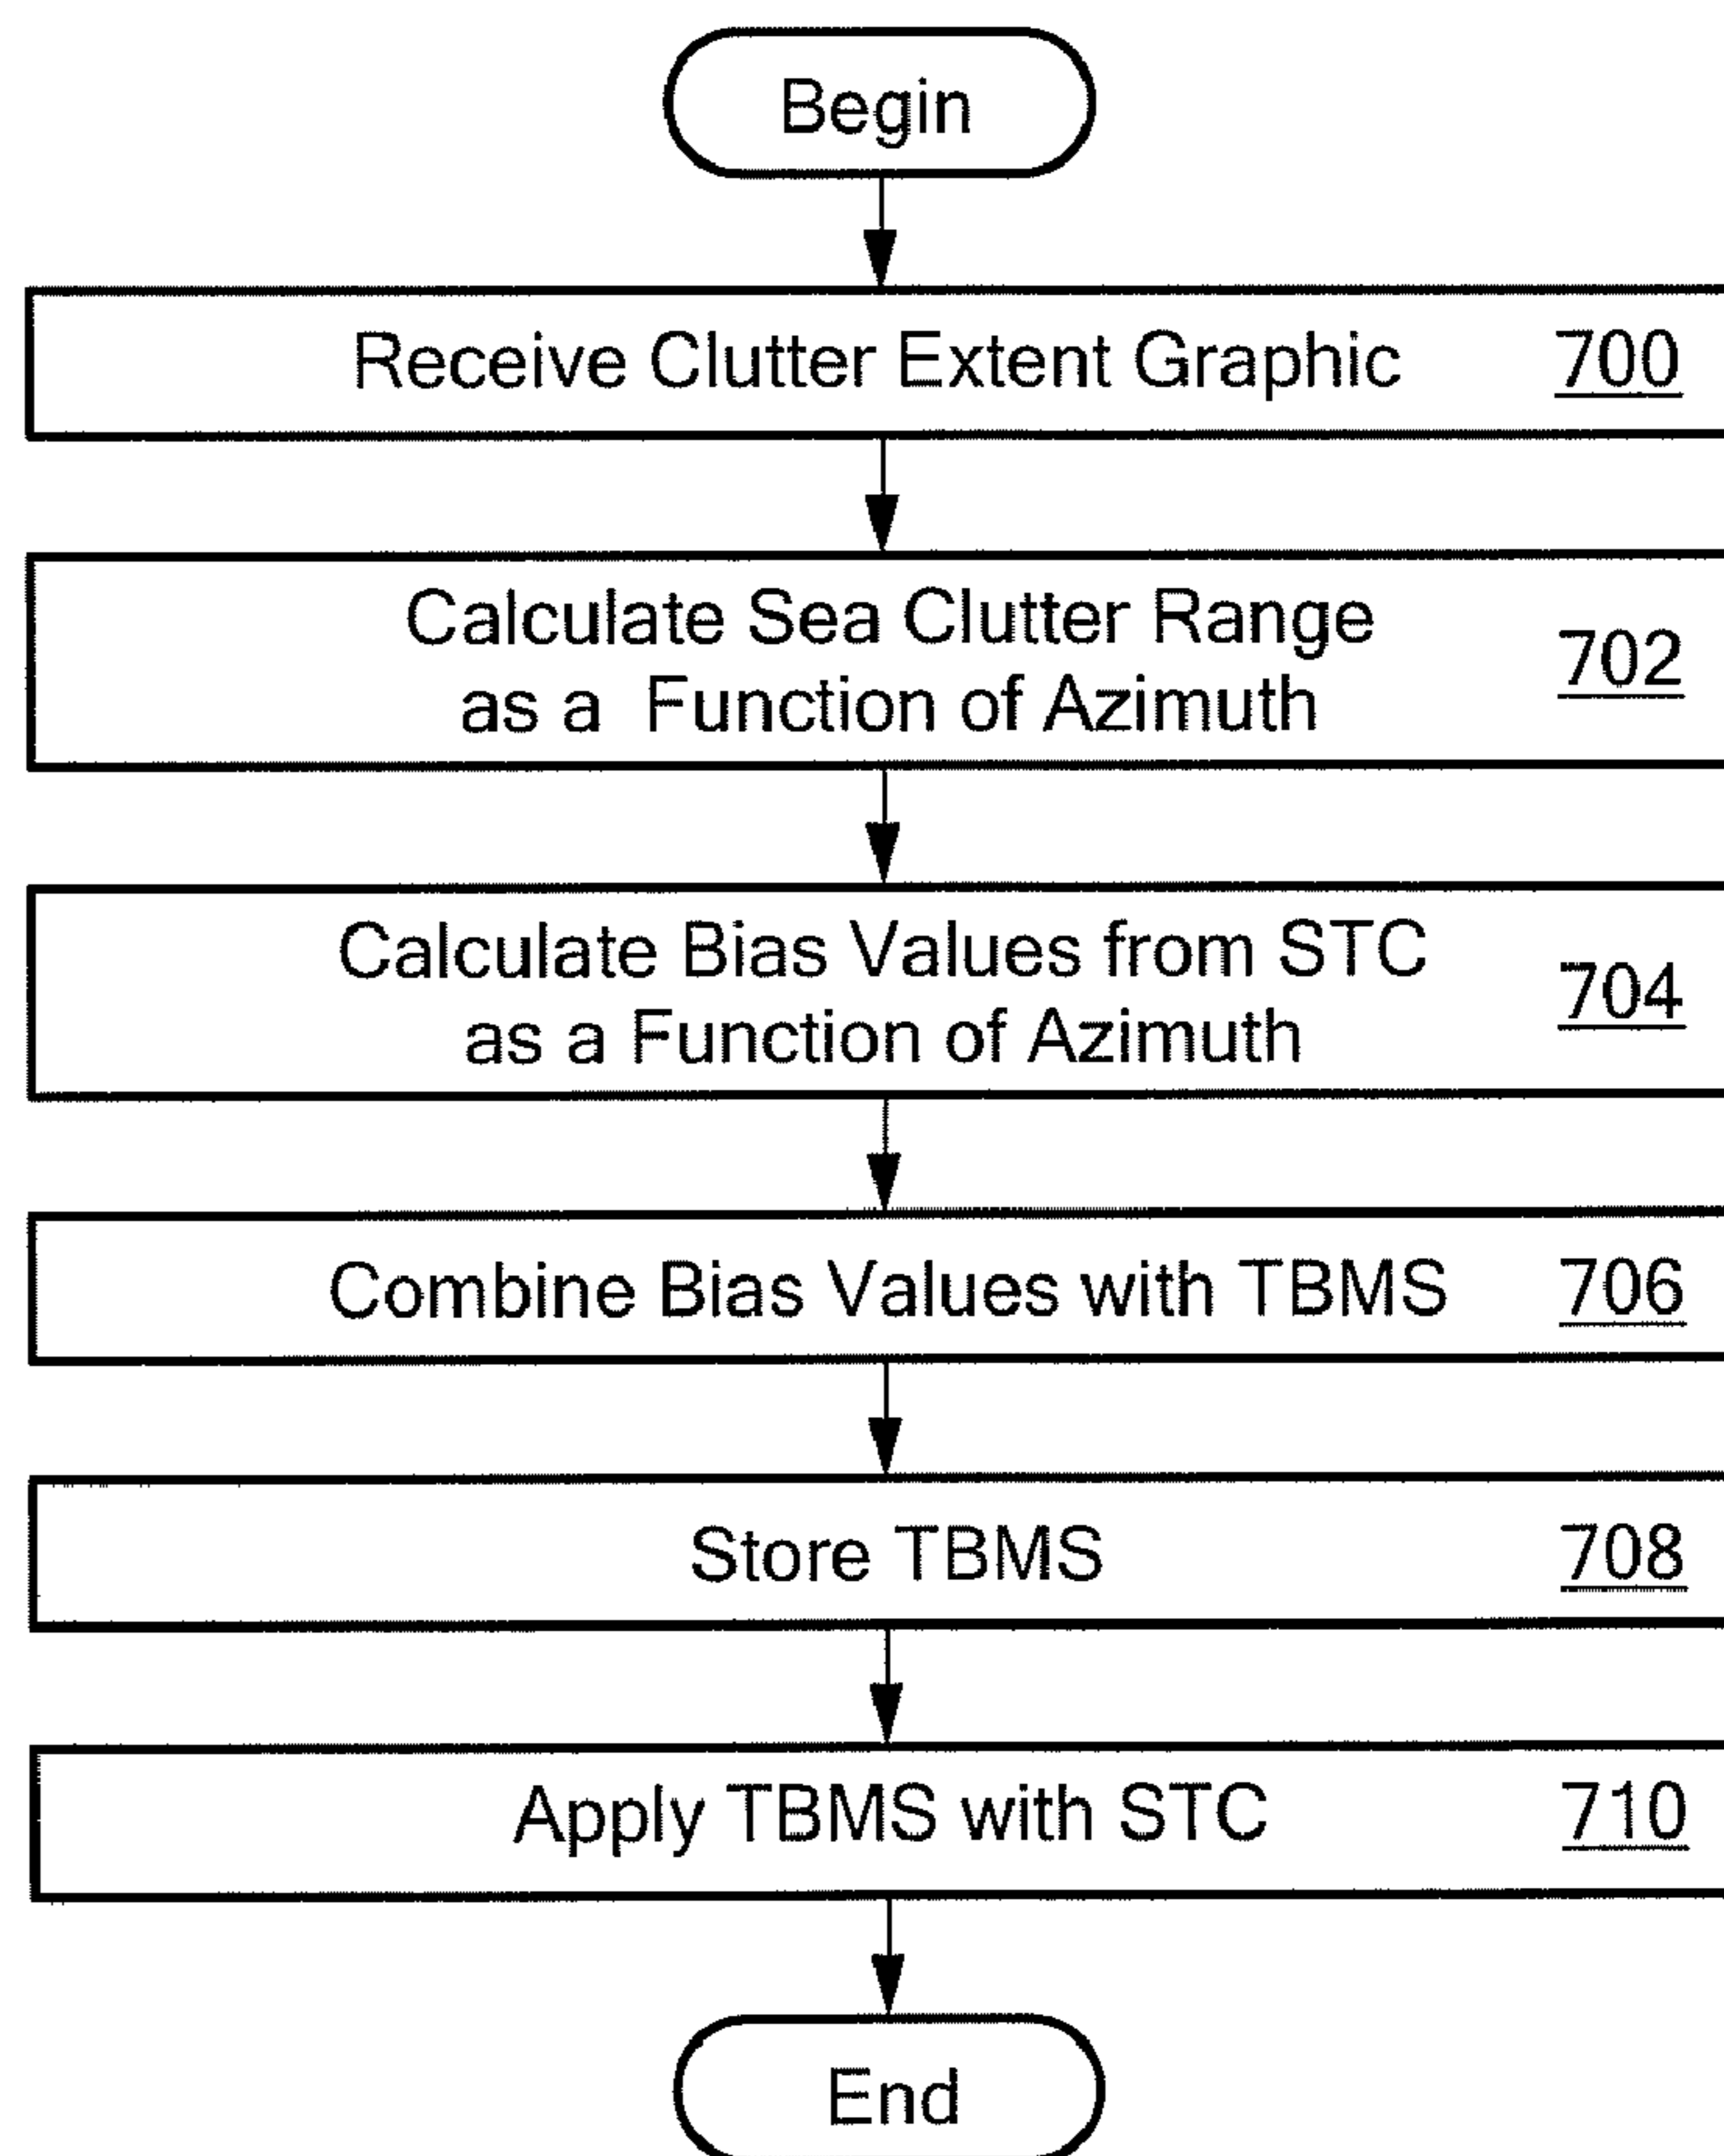 Begin
Receive Clutter Extent Graphic 700
Calculate Sea Clutter Range
as a Function of Azimuth
702
Calculate Bias Values from STC
as a Function of Azimuth
704
Combine Bias Values with TBMS 706
Store TBMS 708
Apply TBMS with STC 710
End